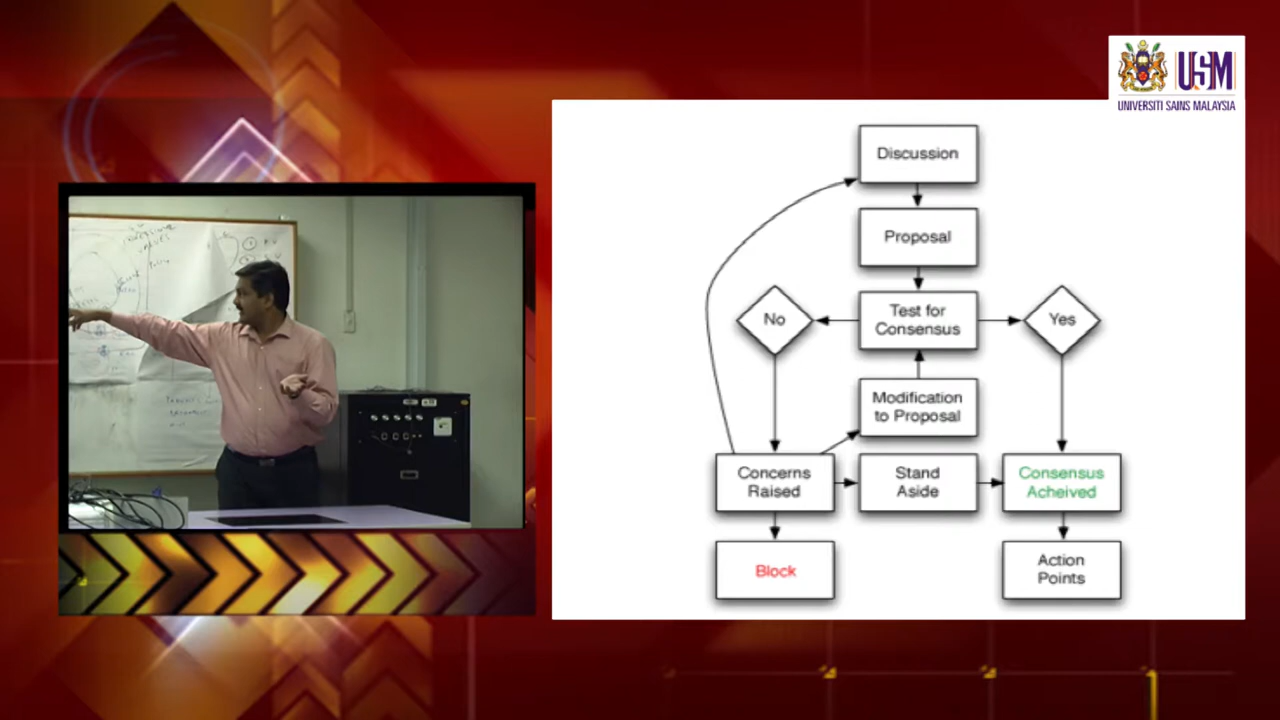 USM
UNIVERSITI SAINS MALAYSIA
Discussion
Proposal
No
Test for
Consensus
Yes
Modification
to Proposal
Concerns
Raised
Stand
Aside
Consensus
Acheived
Block
Action
Points